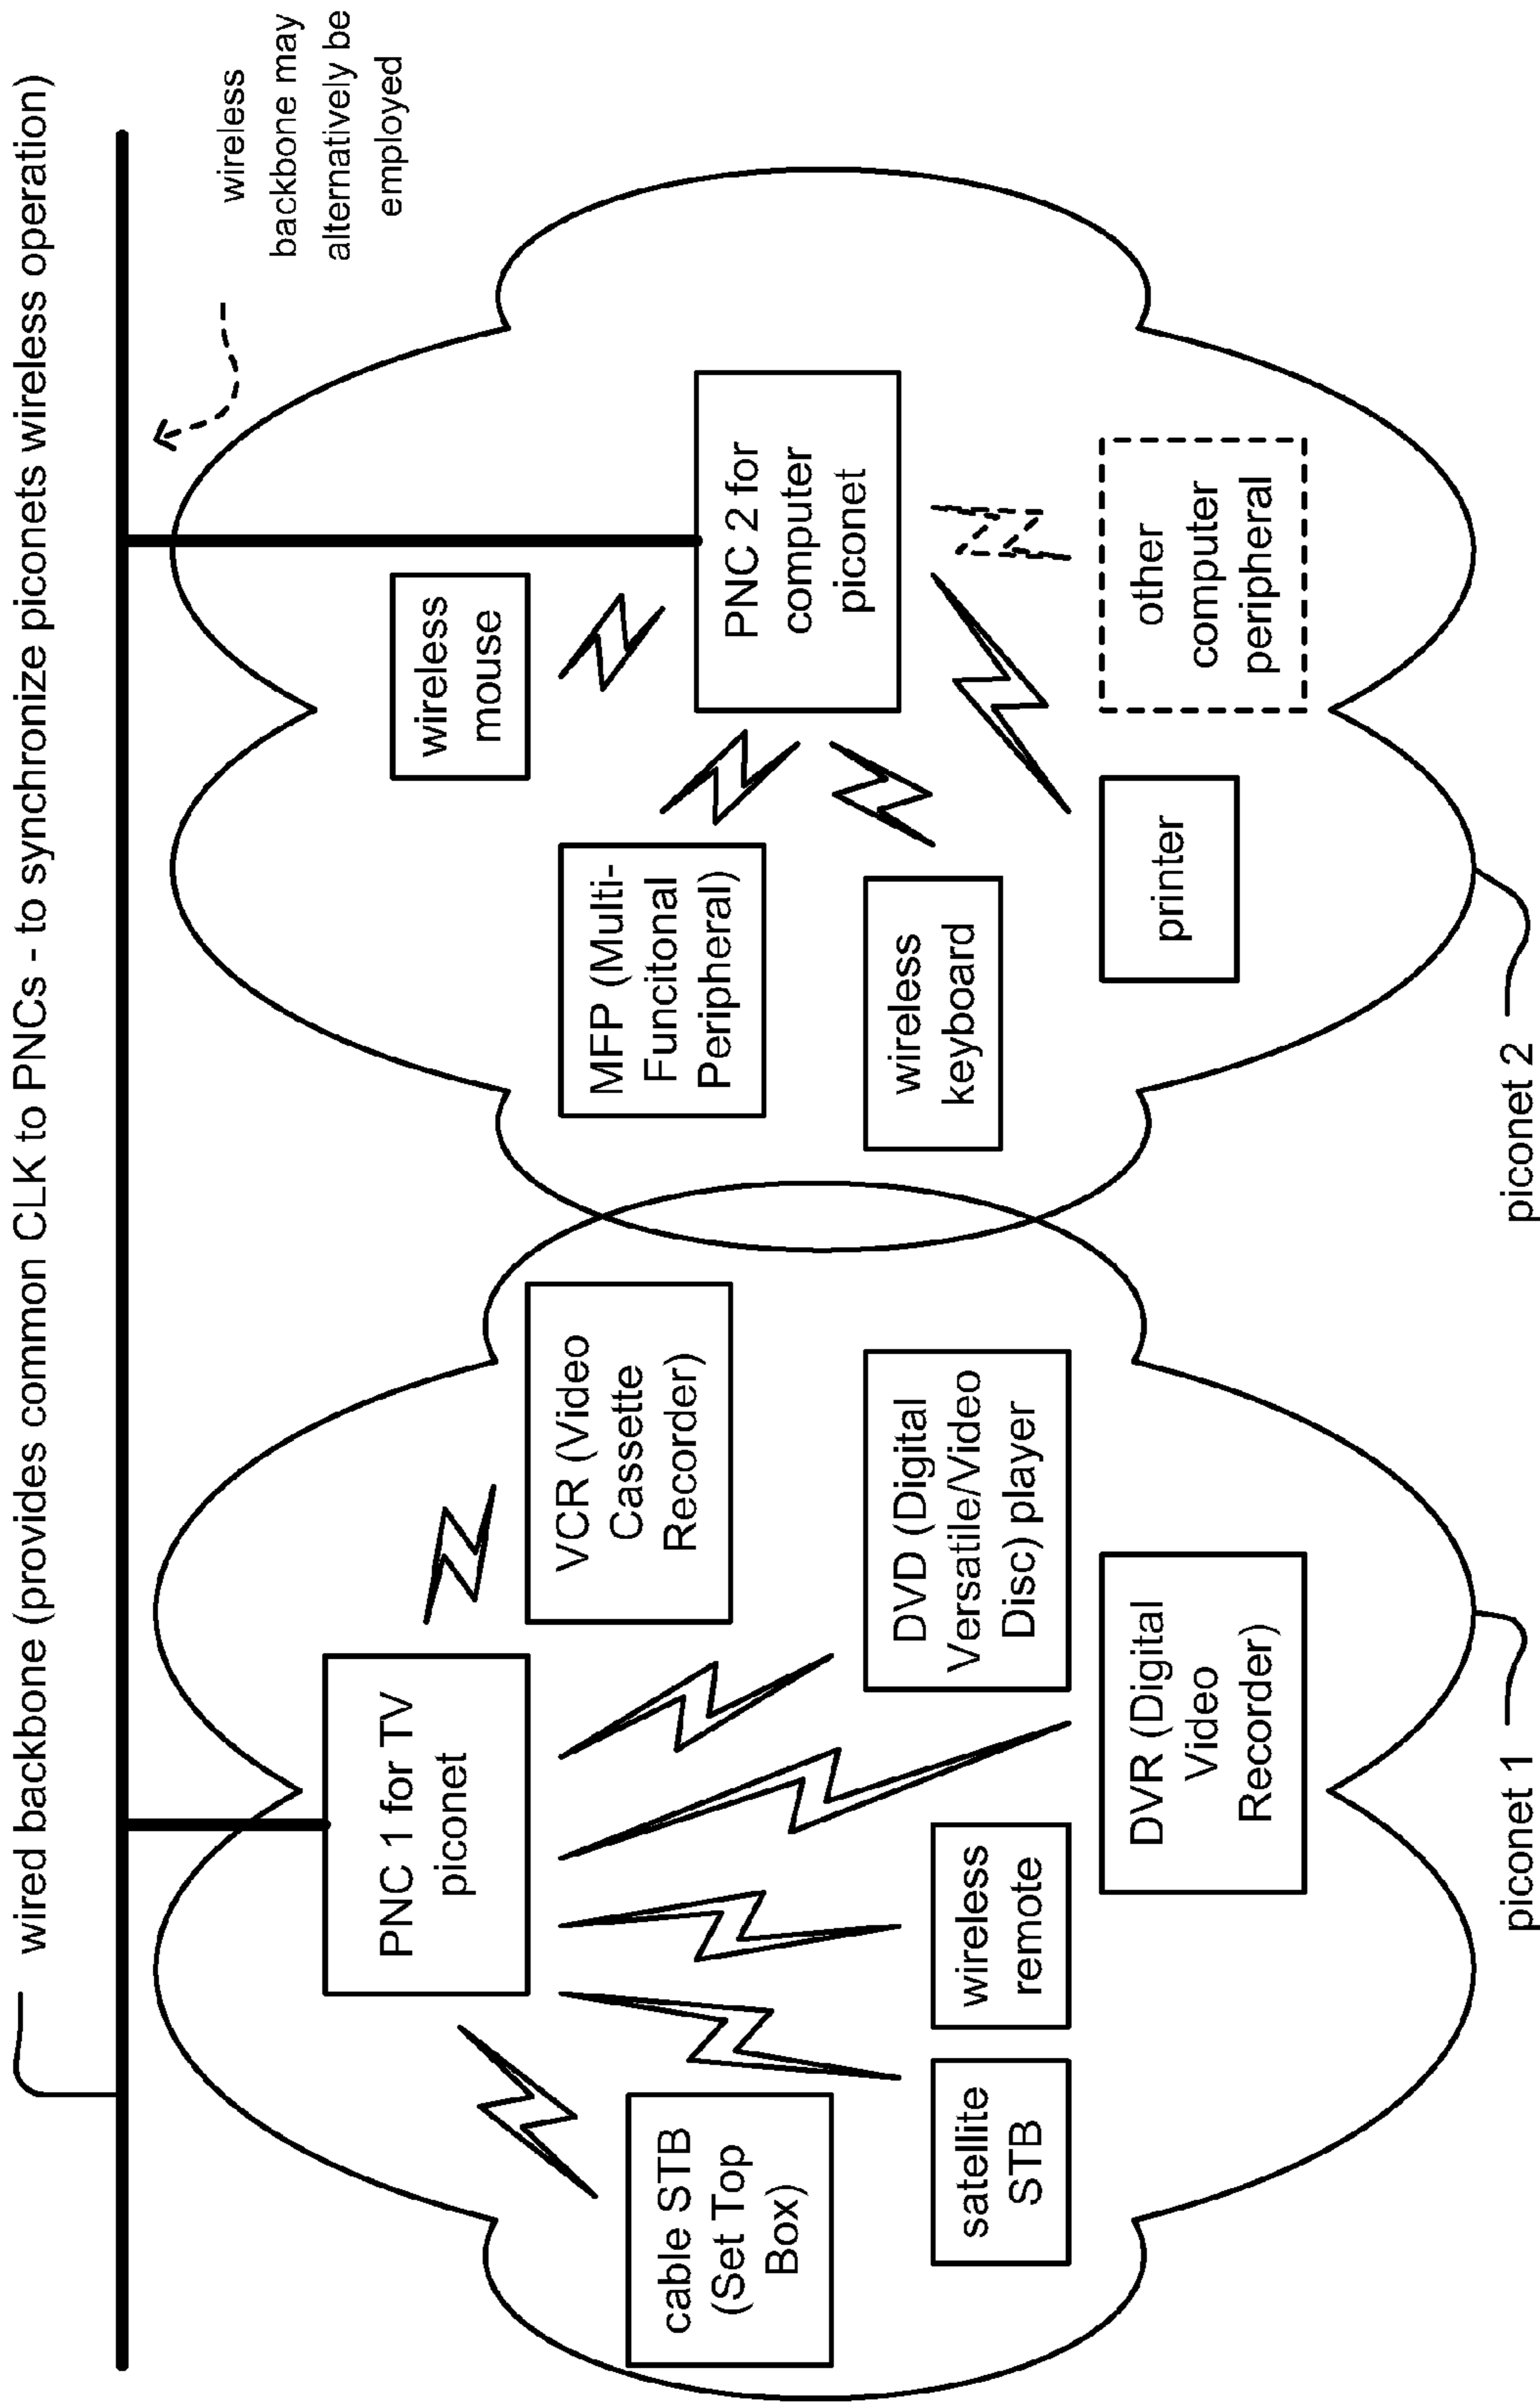 wired backbone (provides common CLK to PNCs - to synchronize piconets wireless operation)
wireless
backbone may
alternatively be
employed
PNC 1 for TV
piconet
VCR (Video
Cassette
Recorder)
cable STB
(Set Top
Box)
DVD (Digital
Versatile/Video
Disc) player
satellite
STB
wireless
remote
DVR (Digital
Video
Recorder)
piconet 1
wireless
mouse
MFP (Multi-
Funcitonal
Peripheral)
PNC 2 for
computer
piconet
wireless
keyboard
printer
other
computer
peripheral
piconet 2